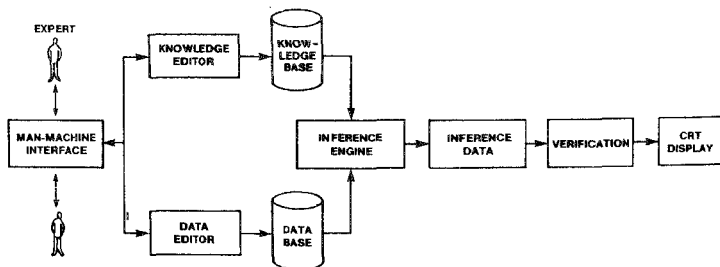 EXPERT
MAN-MACHINE
INTERFACE
KNOWLEDGE
EDITOR
KNOW-
LEDGE
BASE
DATA
EDITOR
DATA
BASE
INFERENCE
ENGINE
INFERENCE
DATA
VERIFICATION
CRT
DISPLAY